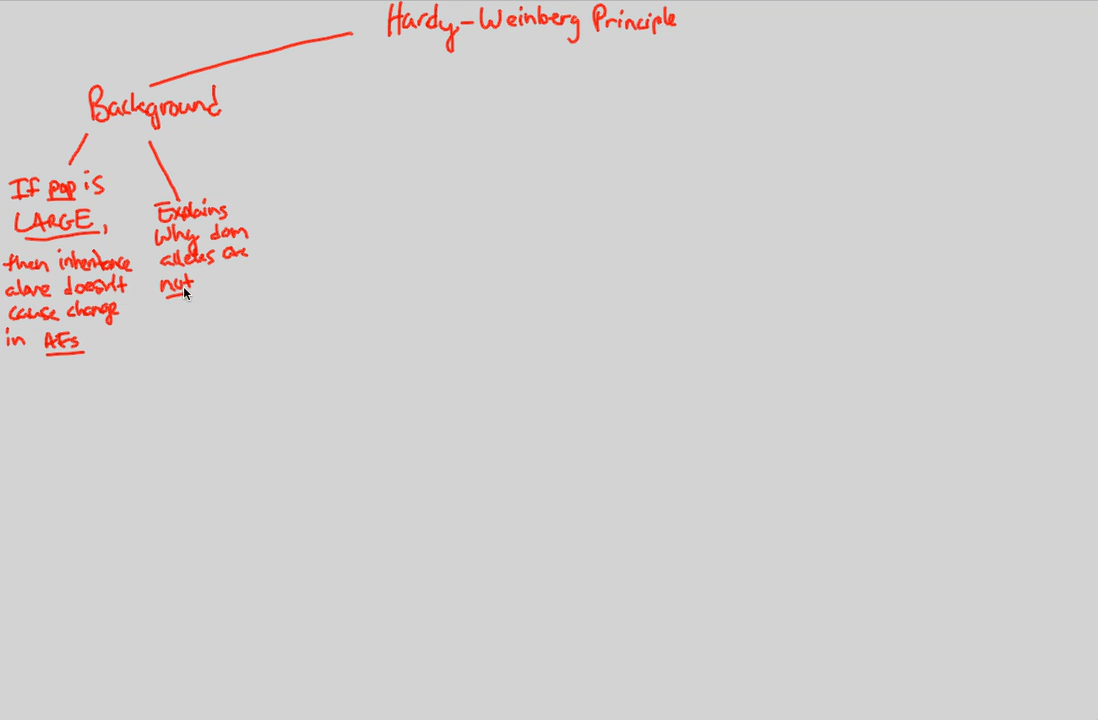 Hardy-Weinberg Principle
Background
If pop is
LARGE,
then inheritance
alone doesn't
cause change
in AFs
Explains
Why dom
alleles are
not